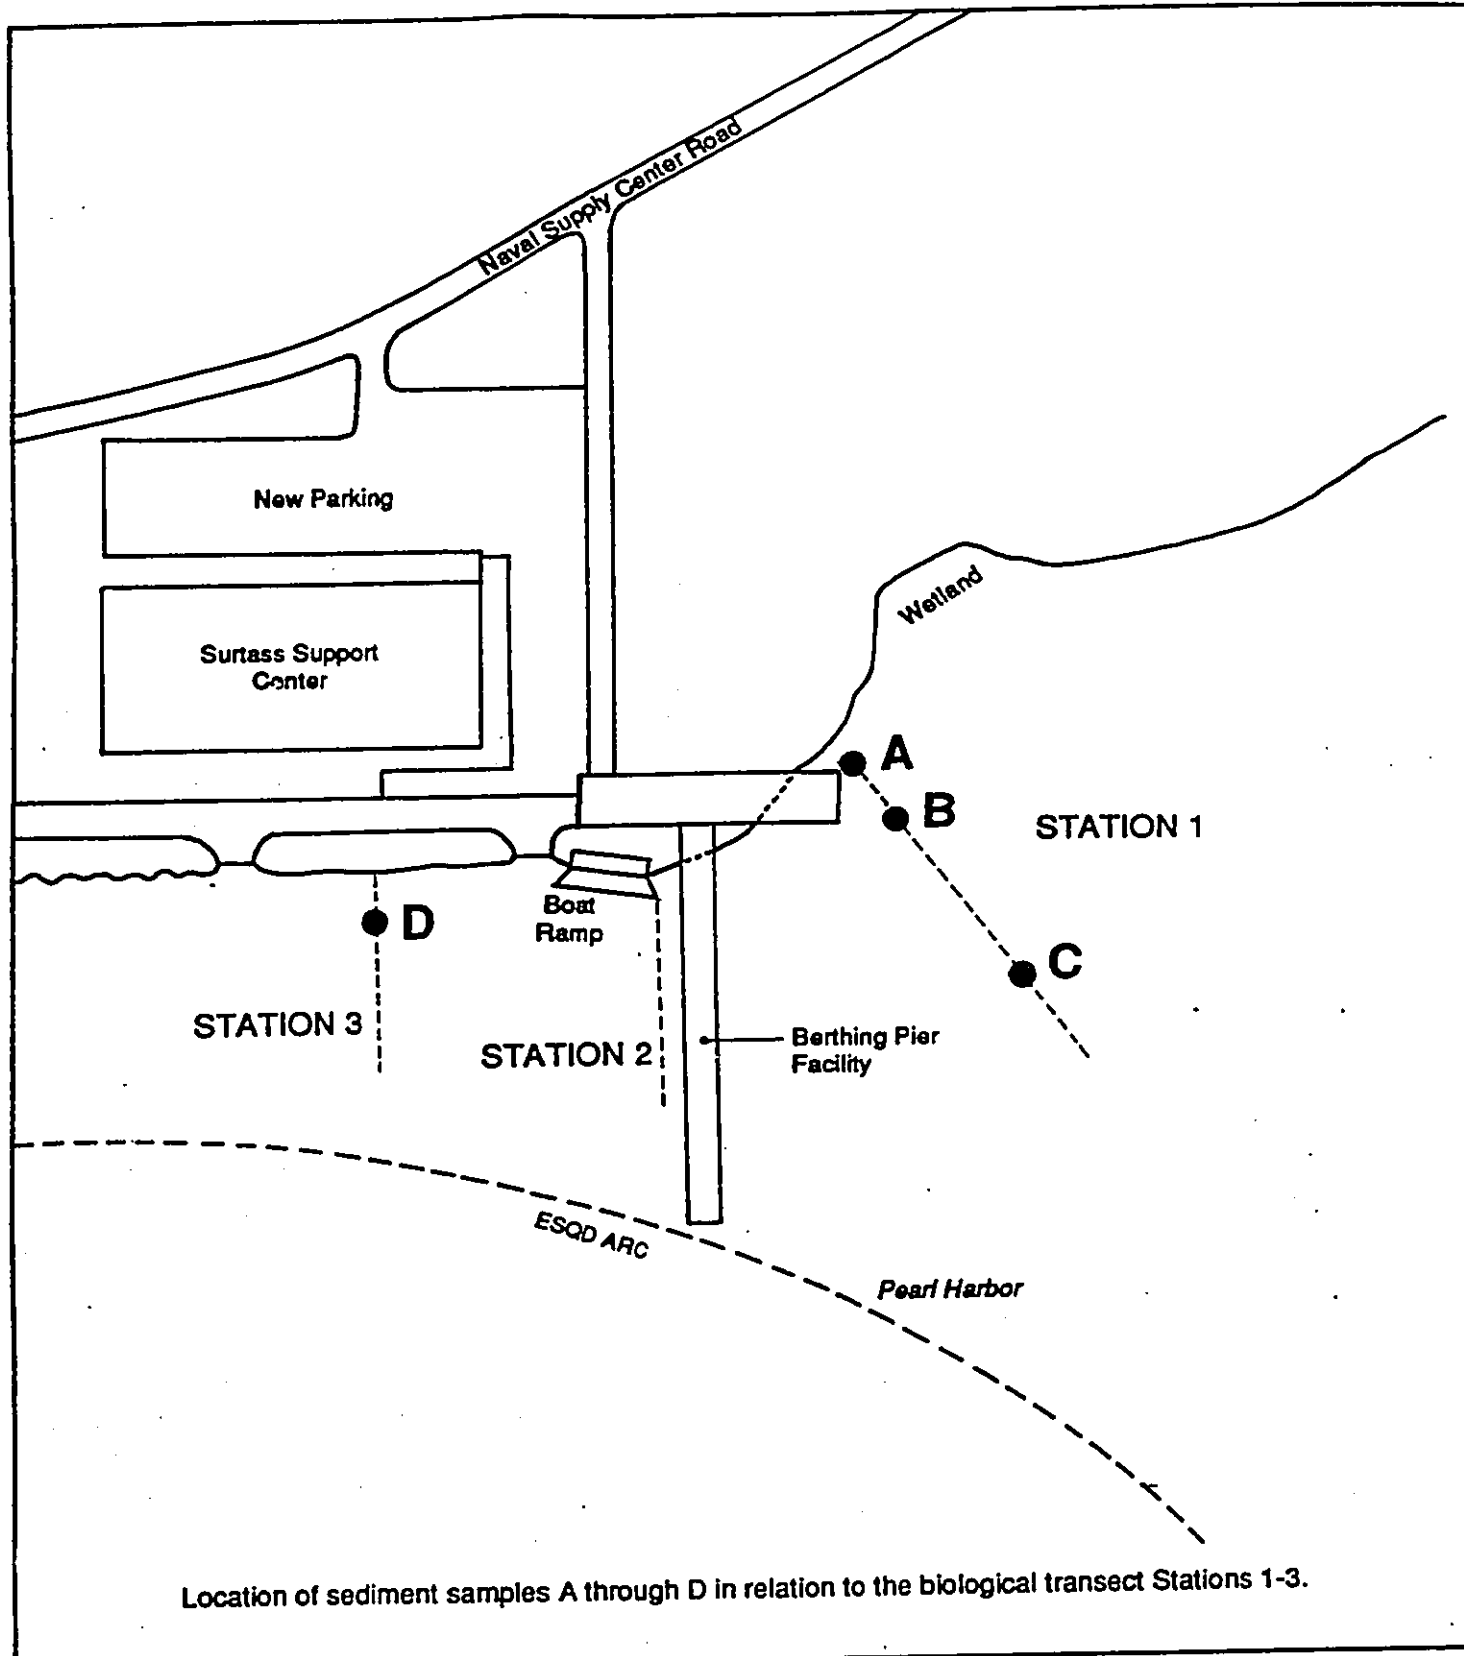 Naval Supply Center Road
New Parking
Surtass Support
Center
Wetland
A
B
STATION 1
Boat
Ramp
D
C
STATION 3
STATION 2
Berthing Pier
Facility
ESQD ARC
Pearl Harbor
Location of sediment samples A through D in relation to the biological transect Stations 1-3.